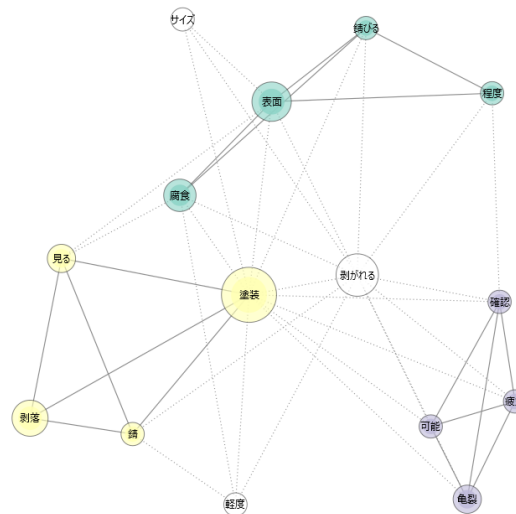 サイズ
錆びる
表面
程度
腐食
見る
剥がれる
塗装
確認
疲
剥落
可能
錆
亀裂
軽度